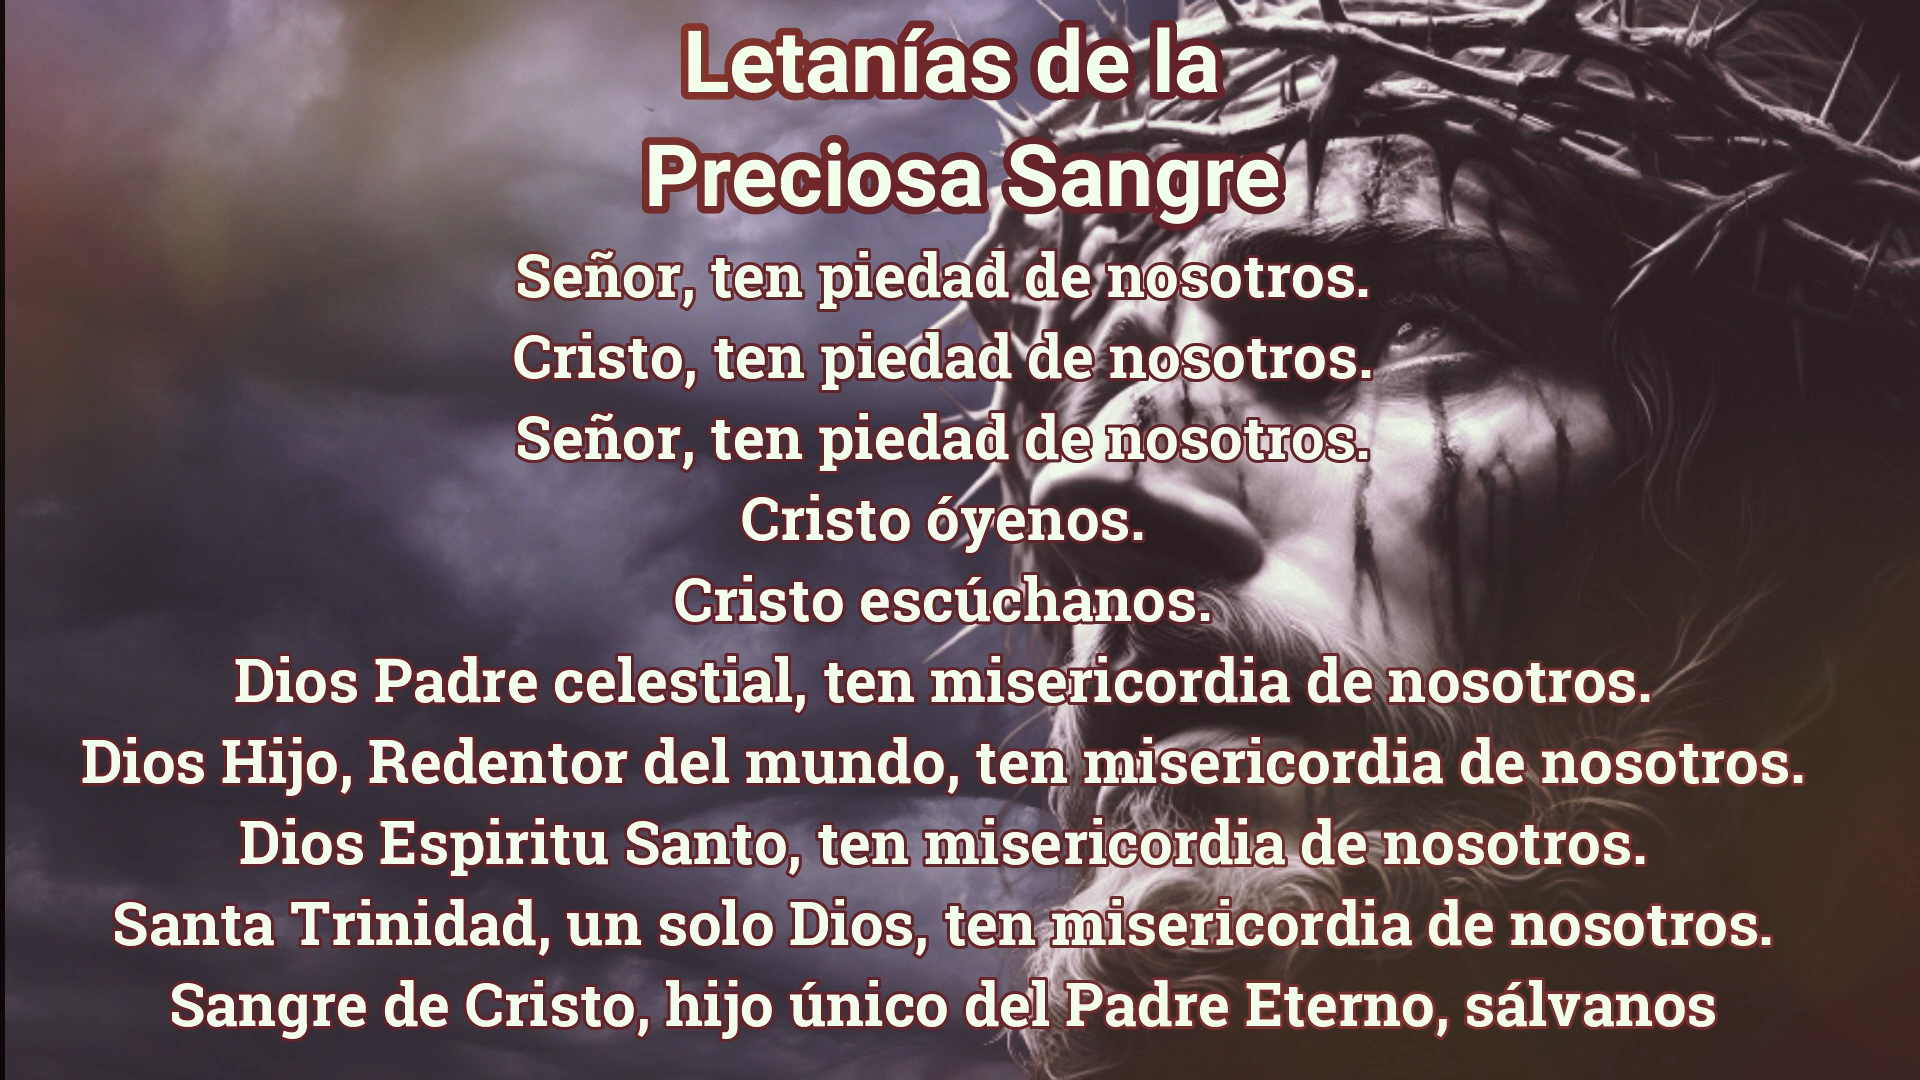 Letanías de la
Preciosa Sangre
Señor, ten piedad de nosotros.
Cristo, ten piedad de nosotros.
Señor, ten piedad de nosotros.
Cristo óyenos.
Cristo escúchanos.
Dios Padre celestial, ten misericordia de nosotros.
Dios Hijo, Redentor del mundo, ten misericordia de nosotros.
Dios Espiritu Santo, ten misericordia de nosotros.
Santa Trinidad, un solo Dios, ten misericordia de nosotros.
Sangre de Cristo, hijo único del Padre Eterno, sálvanos